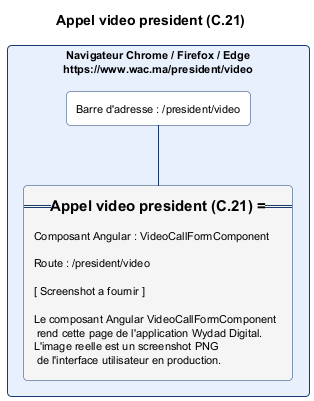 Appel video president (C.21)
Navigateur Chrome / Firefox / Edge
https://www.wac.ma/president/video
Barre d'adresse : /president/video
Appel video president (C.21) =
Composant Angular : VideoCallFormComponent
Route : /president/video
[ Screenshot a fournir ]
Le composant Angular VideoCallFormComponent
rend cette page de l'application Wydad Digital.
L'image reelle est un screenshot PNG
de l'interface utilisateur en production.